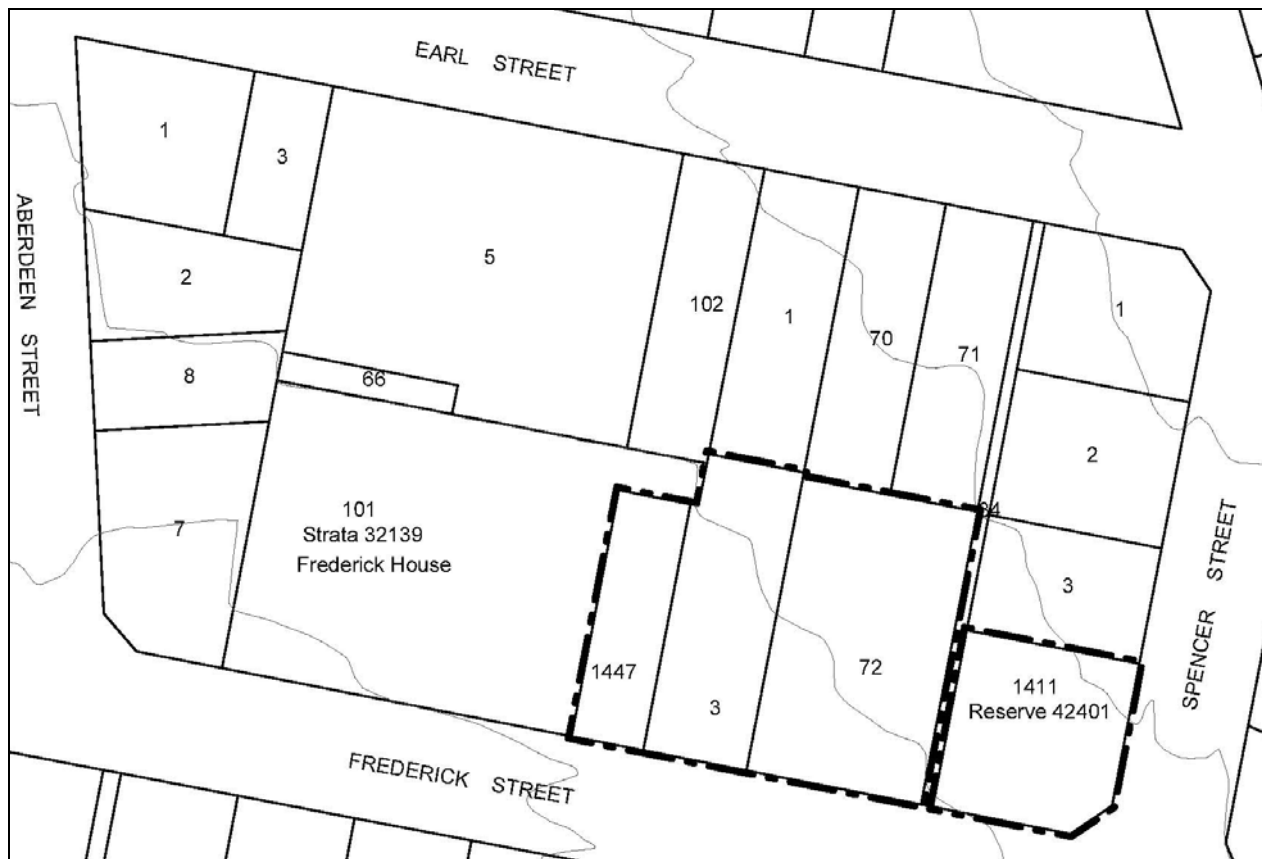 EARL STREET
1
3
ABERDEEN STREET
2
5
102
1
70
71
1
8
66
2
101
Strata 32139
Frederick House
7
3
SPENCER STREET
1447
3
72
1411
Reserve 42401
FREDERICK STREET